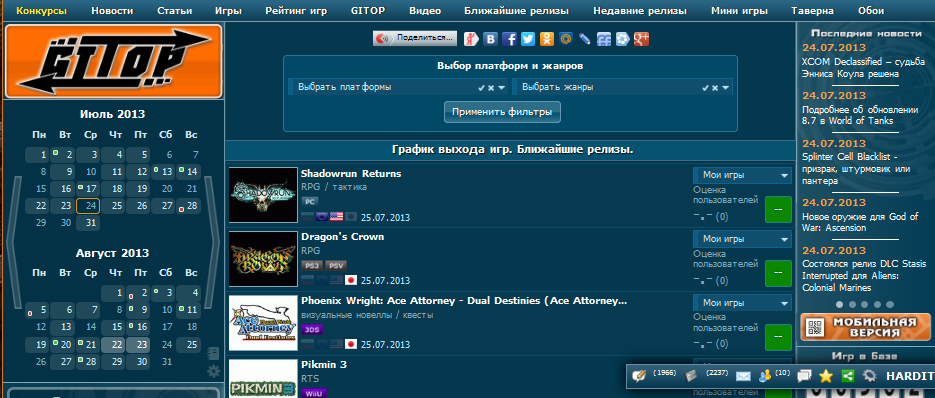 Конкурсы Новости Статьи Игры Рейтинг игр GITOP Видео Ближайшие релизы Недавние релизы Мини игры Таверна Обои
GITOP
Июль 2013
Пн Вт Ср Чт Пт Сб Вс
1 2 3 4 5 6 7
8 9 10 11 12 13 14
15 16 17 18 19 20 21
22 23 24 25 26 27 28
29 30 31
Август 2013
Пн Вт Ср Чт Пт Сб Вс
1 2 3 4
5 6 7 8 9 10 11
12 13 14 15 16 17 18
19 20 21 22 23 24 25
26 27 28 29 30 31
Поделиться...
Выбор платформ и жанров
Выбрать платформы
Выбрать жанры
Применить фильтры
График выхода игр. Ближайшие релизы.
SHADOWRUN
Shadowrun Returns
RPG / тактика
PC
25.07.2013
Мои игры
Оценка
пользователей
-.- (0)
--
DRAGON'S CROWN
Dragon's Crown
RPG
PS3 PSV
25.07.2013
Мои игры
Оценка
пользователей
-.- (0)
--
Ace Attorney
Phoenix Wright: Ace Attorney - Dual Destinies (Ace Attorney...
визуальные новеллы / квесты
3DS
25.07.2013
Мои игры
Оценка
пользователей
-.- (0)
--
PIKMIN 3
Pikmin 3
RTS
WiiU
Мои игры
Оценка
Последние новости
24.07.2013
XCOM Declassified – судьба
Энниса Коула решена
24.07.2013
Подробнее об обновлении
8.7 в World of Tanks
24.07.2013
Splinter Cell Blacklist -
призрак, штурмовик или
пантера
24.07.2013
Новое оружие для God of
War: Ascension
24.07.2013
Состоялся релиз DLC Stasis
Interrupted для Aliens:
Colonial Marines
МОБИЛЬНАЯ
ВЕРСИЯ
Игр в Базе
(1966) (2237) (10) HARDIT